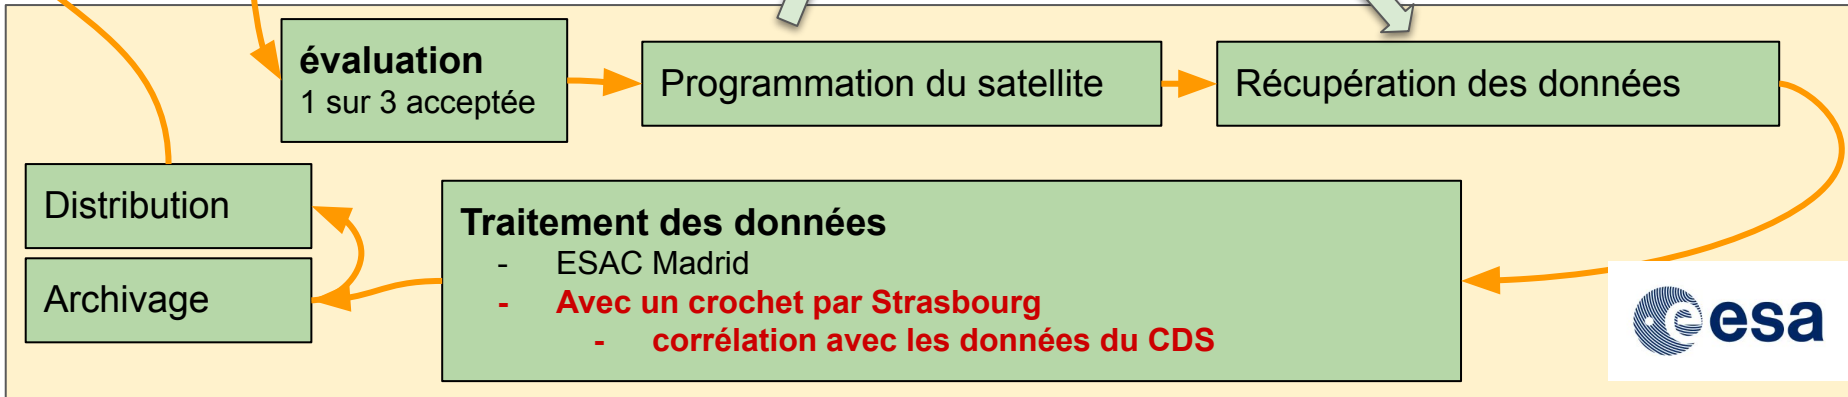 évaluation
1 sur 3 acceptée
Programmation du satellite
Récupération des données
Distribution
Archivage
Traitement des données
- ESAC Madrid
- Avec un crochet par Strasbourg
- corrélation avec les données du CDS
esa